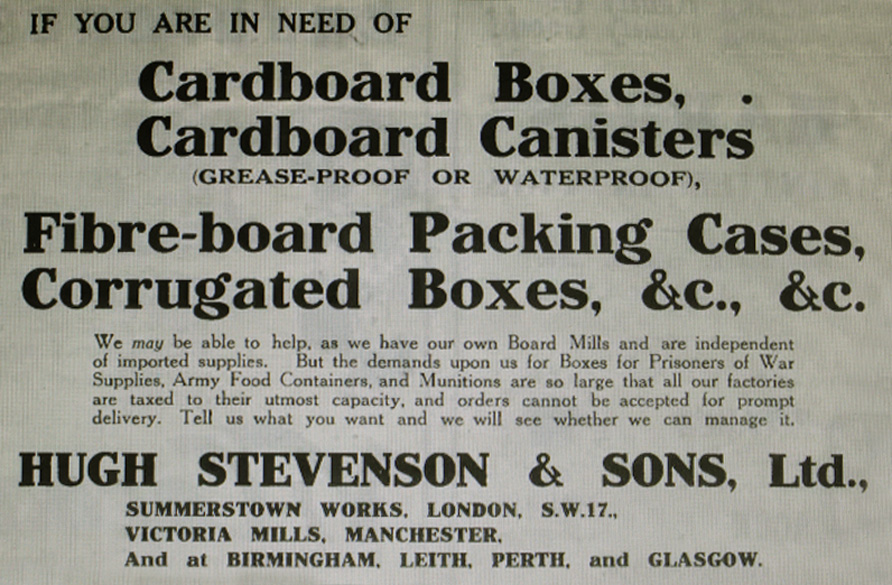 IF YOU ARE IN NEED OF
Cardboard Boxes, .
Cardboard Canisters
(GREASE-PROOF OR WATERPROOF),
Fibre-board Packing Cases,
Corrugated Boxes, &c., &c.
We may be able to help, as we have our own Board Mills and are independent
of imported supplies. But the demands upon us for Boxes for Prisoners of War
Supplies, Army Food Containers, and Munitions are so large that all our factories
are taxed to their utmost capacity, and orders cannot be accepted for prompt
delivery. Tell us what you want and we will see whether we can manage it.
HUGH STEVENSON & SONS, Ltd.,
SUMMERSTOWN WORKS, LONDON, S.W.17.,
VICTORIA MILLS, MANCHESTER,
And at BIRMINGHAM, LEITH, PERTH, and GLASGOW.